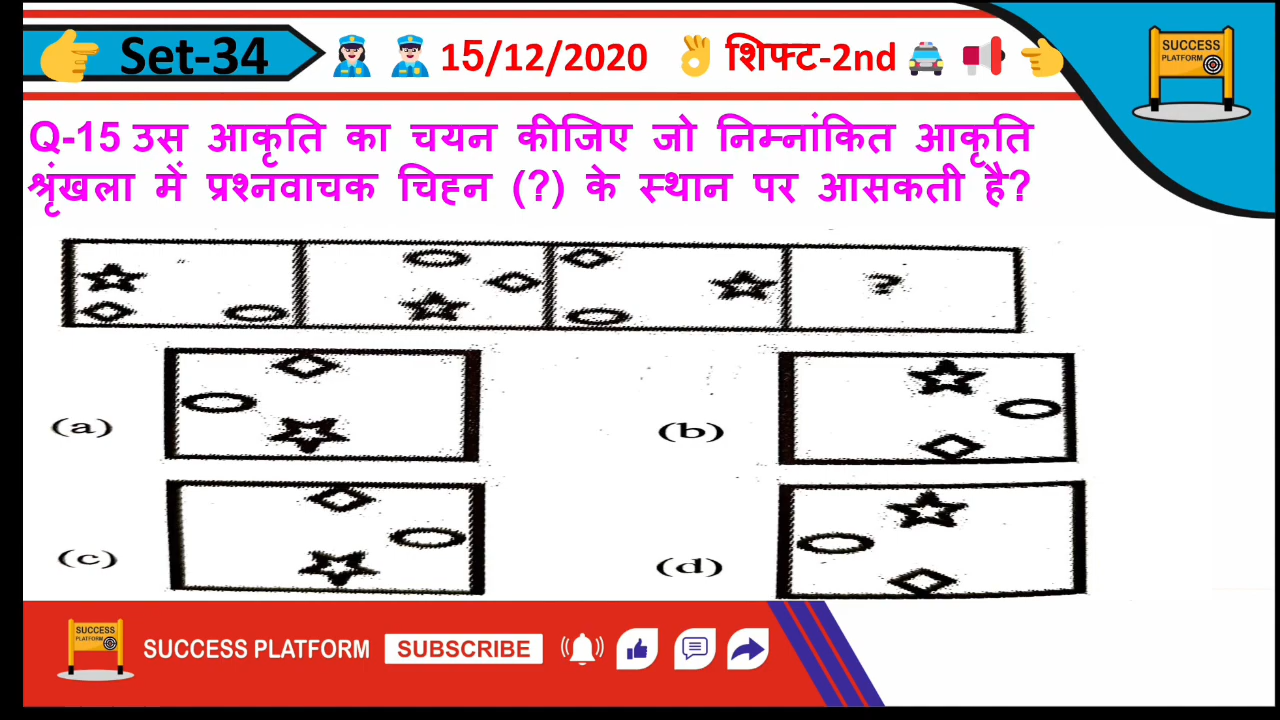 Set-34
15/12/2020 शिफ्ट-2nd
SUCCESS
PLATFORM
Q-15 उस आकृति का चयन कीजिए जो निम्नांकित आकृति
श्रृंखला में प्रश्नवाचक चिह्न (?) के स्थान पर आसकती है?
?
(a)
(b)
(c)
(d)
SUCCESS
PLATFORM
SUCCESS PLATFORM SUBSCRIBE